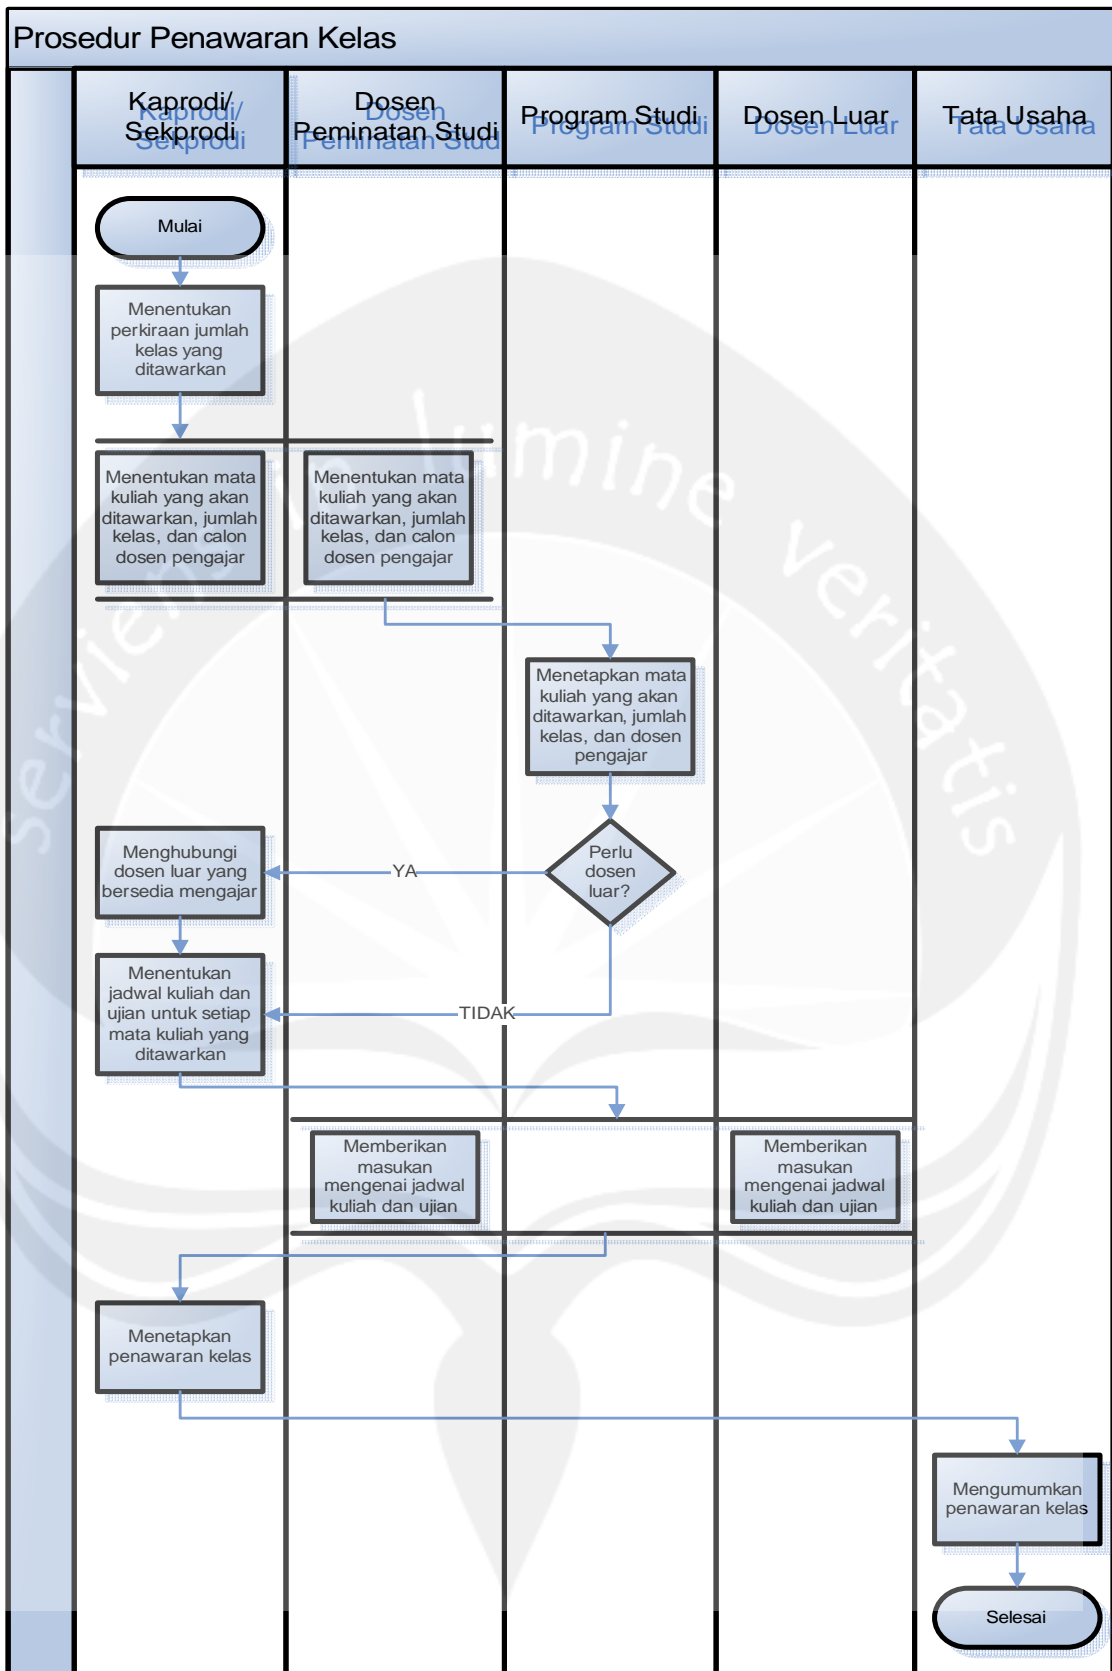 Prosedur Penawaran Kelas
Kaprodi/
Sekprodi
Dosen
Peminatan Studi
Program Studi
Dosen Luar
Tata Usaha
Mulai
Menentukan
perkiraan jumlah
kelas yang
ditawarkan
Menentukan mata
kuliah yang akan
ditawarkan, jumlah
kelas, dan calon
dosen pengajar
Menentukan mata
kuliah yang akan
ditawarkan, jumlah
kelas, dan calon
dosen pengajar
Menetapkan mata
kuliah yang akan
ditawarkan, jumlah
kelas, dan dosen
pengajar
Perlu
dosen
luar?
YA
Menghubungi
dosen luar yang
bersedia mengajar
TIDAK
Menentukan
jadwal kuliah dan
ujian untuk setiap
mata kuliah yang
ditawarkan
Memberikan
masukan
mengenai jadwal
kuliah dan ujian
Memberikan
masukan
mengenai jadwal
kuliah dan ujian
Menetapkan
penawaran kelas
Mengumumkan
penawaran kelas
Selesai
serviens in lumine veritatis